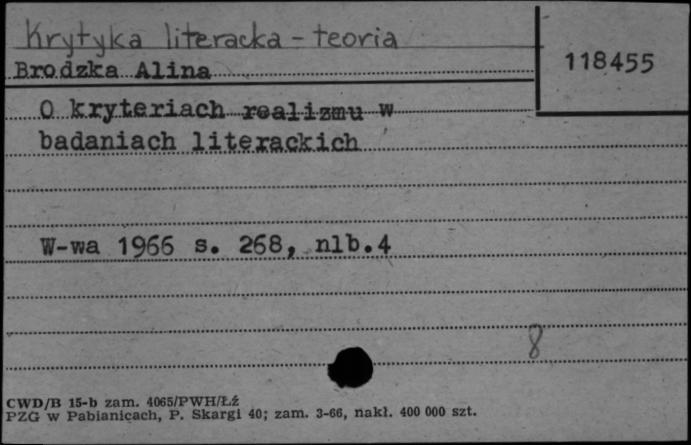 Krytyka literacka - teoria
118455
Brodzka Alina
O kryteriach realizmu w
badaniach literackich
W-wa 1966 s. 268, nlb.4
8
CWD/B 15-b zam. 4065/PWH/Łź
PZG w Pabianicach, P. Skargi 40; zam. 3-66, nakł. 400 000 szt.